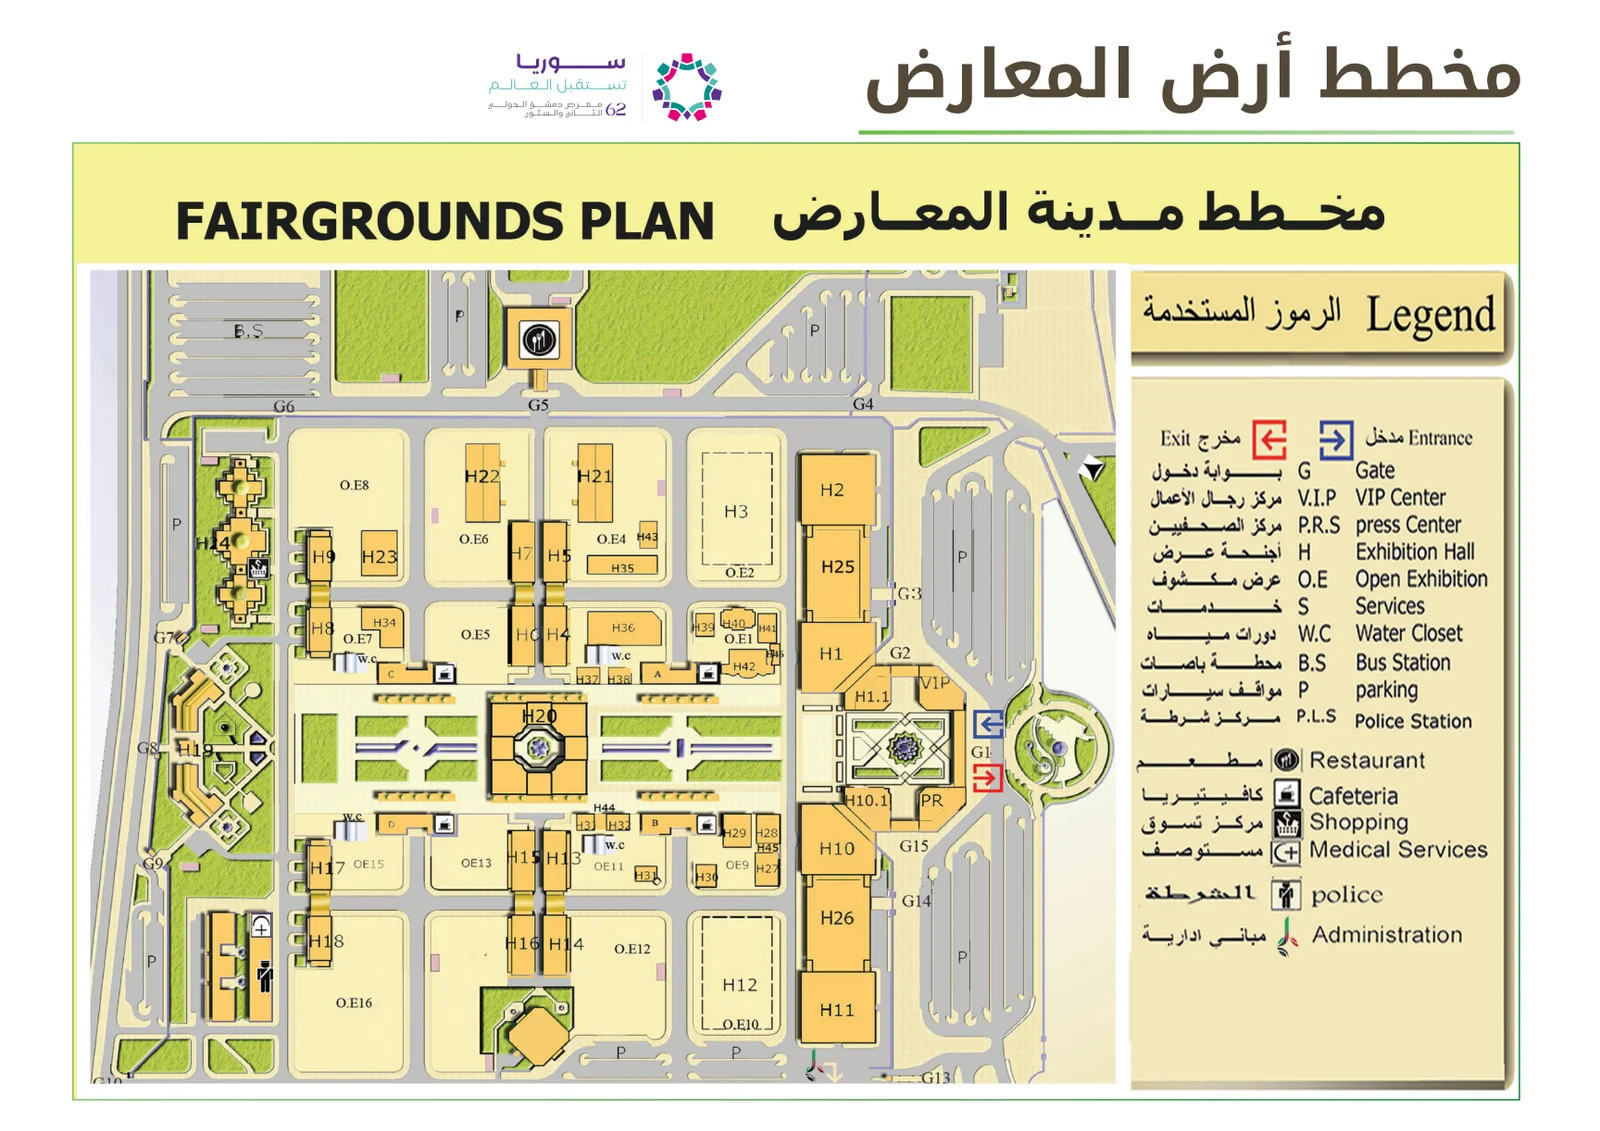 مخطط أرض المعارض
سوريا
تستقبل العالم
62 معرض دمشق الدولي
الثاني والستون
FAIRGROUNDS PLAN
مخطط مدينة المعارض
الرموز المستخدمة Legend
Exit مخرج
مدخل Entrance
بوابة دخول G Gate
مركز رجال الأعمال V.I.P VIP Center
مركز الصحفيين P.R.S press Center
أجنحة عرض H Exhibition Hall
عرض مكشوف O.E Open Exhibition
خدمات S Services
دورات مياه W.C Water Closet
محطة باصات B.S Bus Station
مواقف سيارات P parking
مركز شرطة P.L.S Police Station
مطعم Restaurant
كافيتيريا Cafeteria
مركز تسوق Shopping
مستوصف Medical Services
الشرطة police
مباني ادارية Administration
B.S
P
P
G6
G5
G4
P
O.E8
H22
H21
H3
H2
O.E6
O.E4
H43
H24
H9
H23
H7
H5
H35
O.E2
H25
P
G3
G7
H8
O.E7
H34
O.E5
H4
H36
H39
H40
H41
O.E1
H42
H46
H1
G2
w.c
w.c
C
H37
H38
A
H1.1
VIP
H20
G8
H19
G1
w.c
D
H44
H33
H32
B
H29
H28
H45
H10.1
PR
G9
H17
OE15
OE13
H15
H13
w.c
OE11
H31
H30
OE9
H27
H10
G15
H18
H16
H14
O.E12
H26
G14
P
P
O.E16
H12
O.E10
H11
P
P
G10
G13